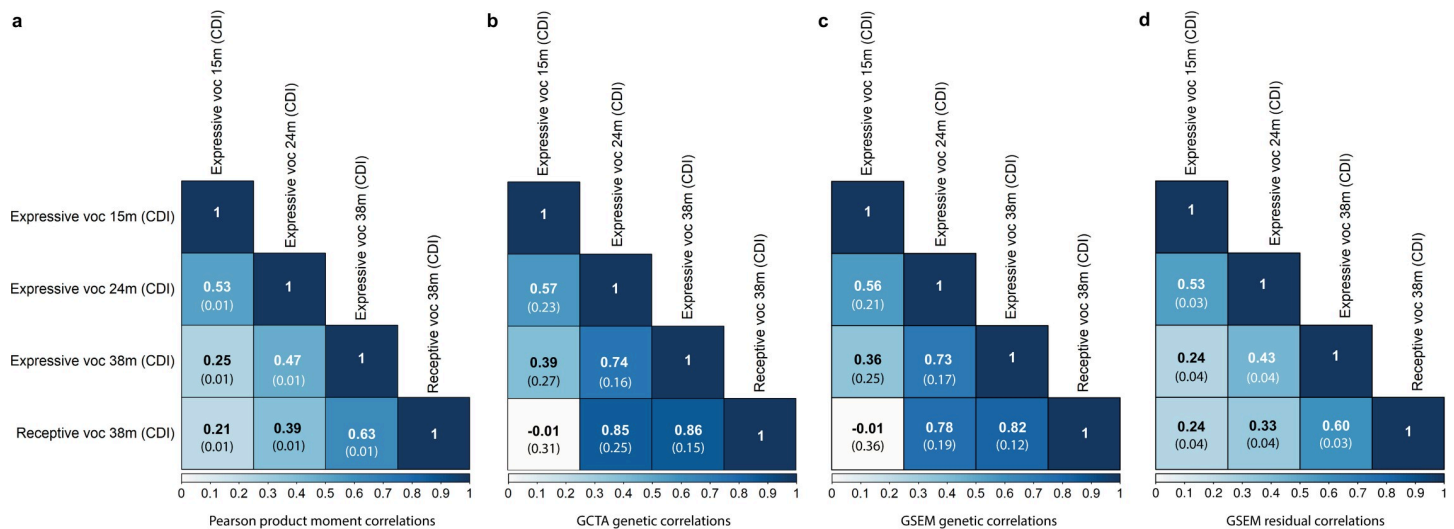 a
Expressive voc 15m (CDI)
Expressive voc 24m (CDI)
Expressive voc 38m (CDI)
Receptive voc 38m (CDI)
Expressive voc 15m (CDI)
1
Expressive voc 24m (CDI)
0.53 1
(0.01)
Expressive voc 38m (CDI)
0.25 0.47 1
(0.01) (0.01)
Receptive voc 38m (CDI)
0.21 0.39 0.63 1
(0.01) (0.01) (0.01)
0 0.1 0.2 0.3 0.4 0.5 0.6 0.7 0.8 0.9 1
Pearson product moment correlations
b
Expressive voc 15m (CDI)
Expressive voc 24m (CDI)
Expressive voc 38m (CDI)
Receptive voc 38m (CDI)
1
0.57 1
(0.23)
0.39 0.74 1
(0.27) (0.16)
-0.01 0.85 0.86 1
(0.31) (0.25) (0.15)
0 0.1 0.2 0.3 0.4 0.5 0.6 0.7 0.8 0.9 1
GCTA genetic correlations
c
Expressive voc 15m (CDI)
Expressive voc 24m (CDI)
Expressive voc 38m (CDI)
Receptive voc 38m (CDI)
1
0.56 1
(0.21)
0.36 0.73 1
(0.25) (0.17)
-0.01 0.78 0.82 1
(0.36) (0.19) (0.12)
0 0.1 0.2 0.3 0.4 0.5 0.6 0.7 0.8 0.9 1
GSEM genetic correlations
d
Expressive voc 15m (CDI)
Expressive voc 24m (CDI)
Expressive voc 38m (CDI)
Receptive voc 38m (CDI)
1
0.53 1
(0.03)
0.24 0.43 1
(0.04) (0.04)
0.24 0.33 0.60 1
(0.04) (0.04) (0.03)
0 0.1 0.2 0.3 0.4 0.5 0.6 0.7 0.8 0.9 1
GSEM residual correlations